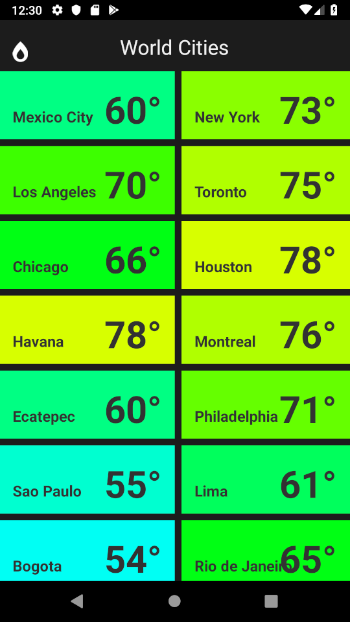 12:30
World Cities
Mexico City 60°
New York 73°
Los Angeles 70°
Toronto 75°
Chicago 66°
Houston 78°
Havana 78°
Montreal 76°
Ecatepec 60°
Philadelphia 71°
Sao Paulo 55°
Lima 61°
Bogota 54°
Rio de Janeiro 65°